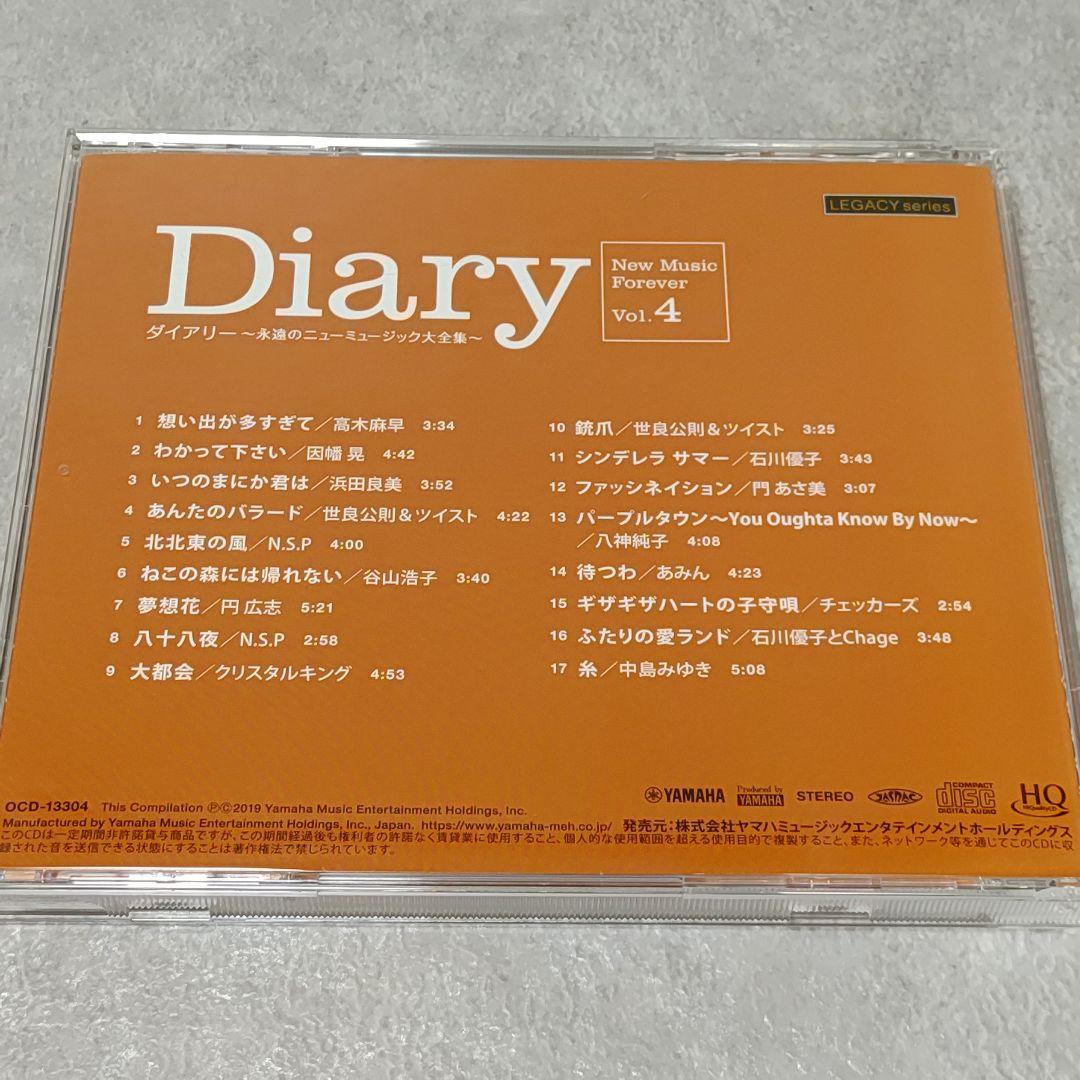 LEGACY series
Diary
New Music
Forever
Vol.4
ダイアリー～永遠のニューミュージック大全集～
1 想い出が多すぎて／高木麻早 3:34
2 わかって下さい／因幡 晃 4:42
3 いつのまにか君は／浜田良美 3:52
4 あんたのバラード／世良公則＆ツイスト 4:22
5 北北東の風／N.S.P 4:00
6 ねこの森には帰れない／谷山浩子 3:40
7 夢想花／円 広志 5:21
8 八十八夜／N.S.P 2:58
9 大都会／クリスタルキング 4:53
10 銃爪／世良公則＆ツイスト 3:25
11 シンデレラ サマー／石川優子 3:43
12 ファッシネイション／門 あさ美 3:07
13 パープルタウン～You Oughta Know By Now～
／八神純子 4:08
14 待つわ／あみん 4:23
15 ギザギザハートの子守唄／チェッカーズ 2:54
16 ふたりの愛ランド／石川優子とChage 3:48
17 糸／中島みゆき 5:08
YAMAHA
Produced by
YAMAHA
STEREO
JASRAC
COMPACT
disc
DIGITAL AUDIO
HQ
HiQualityCD
OCD-13304 This Compilation ℗©2019 Yamaha Music Entertainment Holdings, Inc.
Manufactured by Yamaha Music Entertainment Holdings, Inc., Japan. https://www.yamaha-meh.co.jp/ 発売元：株式会社ヤマハミュージックエンタテインメントホールディングス
このCDは一定期間非許諾貸与商品ですが、この期間経過後も権利者の許諾なく賃貸業に使用すること、個人的な使用範囲を超える使用目的で複製すること、また、ネットワーク等を通じてこのCDに収
録された音を送信できる状態にすることは著作権法で禁じられています。